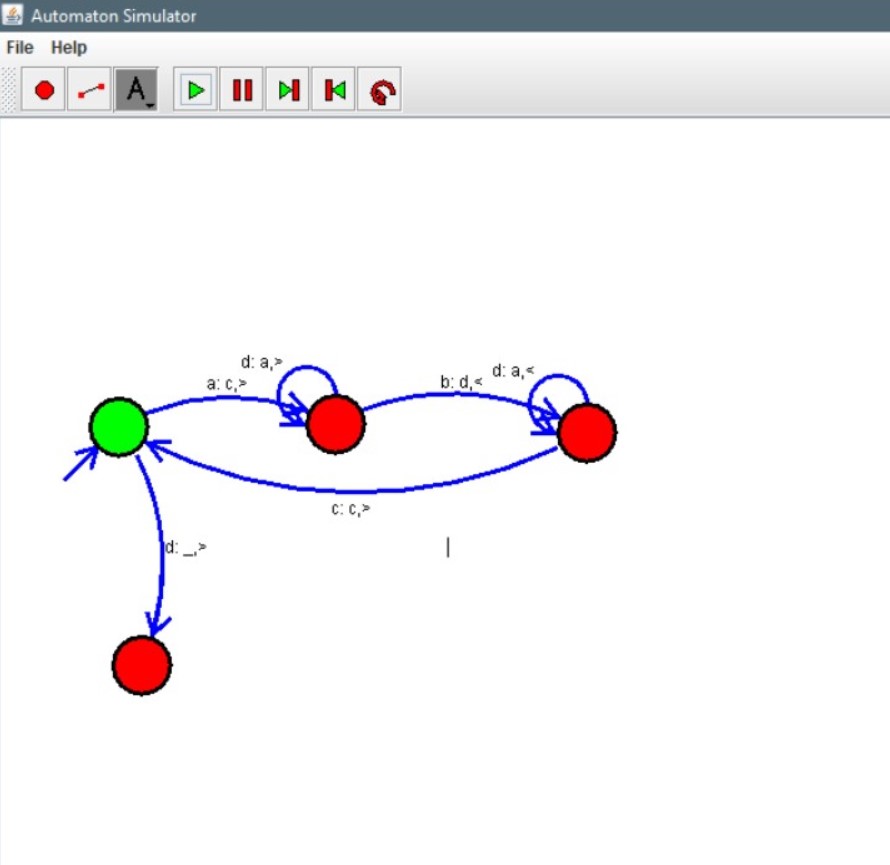 Automaton Simulator
File Help
A
d: a,>
a: c,>
b: d,<
d: a,<
c: c,>
d: _,>